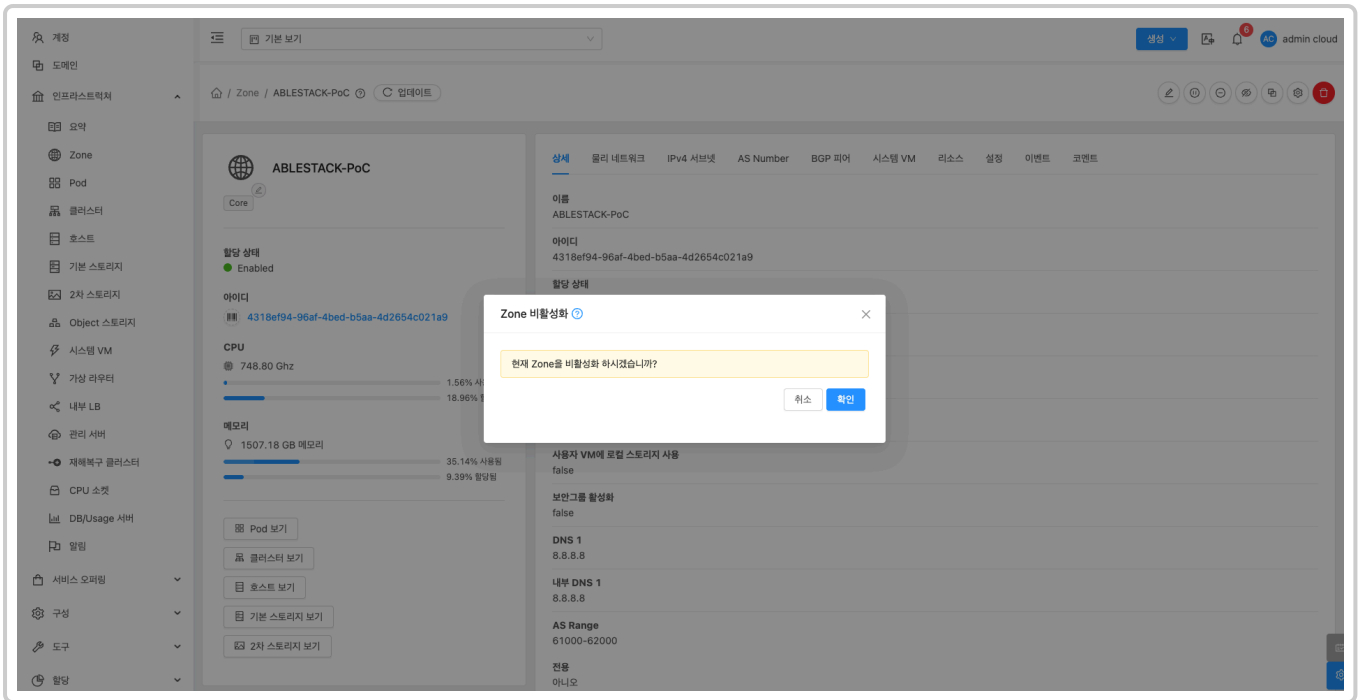 계정
도메인
인프라스트럭쳐
요약
Zone
Pod
클러스터
호스트
기본 스토리지
2차 스토리지
Object 스토리지
시스템 VM
가상 라우터
내부 LB
관리 서버
재해복구 클러스터
CPU 소켓
DB/Usage 서버
알림
서비스 오퍼링
구성
도구
할당
기본 보기
생성
6
AC admin cloud
/ Zone / ABLESTACK-PoC 업데이트
ABLESTACK-PoC
Core
할당 상태
Enabled
아이디
4318ef94-96af-4bed-b5aa-4d2654c021a9
CPU
748.80 Ghz
1.56%
18.96%
메모리
1507.18 GB 메모리
35.14% 사용됨
9.39% 할당됨
Pod 보기
클러스터 보기
호스트 보기
기본 스토리지 보기
2차 스토리지 보기
상세 물리 네트워크 IPv4 서브넷 AS Number BGP 피어 시스템 VM 리소스 설정 이벤트 코멘트
이름
ABLESTACK-PoC
아이디
4318ef94-96af-4bed-b5aa-4d2654c021a9
할당 상태
Zone 비활성화
현재 Zone을 비활성화 하시겠습니까?
취소 확인
사용자 VM에 로컬 스토리지 사용
false
보안그룹 활성화
false
DNS 1
8.8.8.8
내부 DNS 1
8.8.8.8
AS Range
61000-62000
전용
아니오